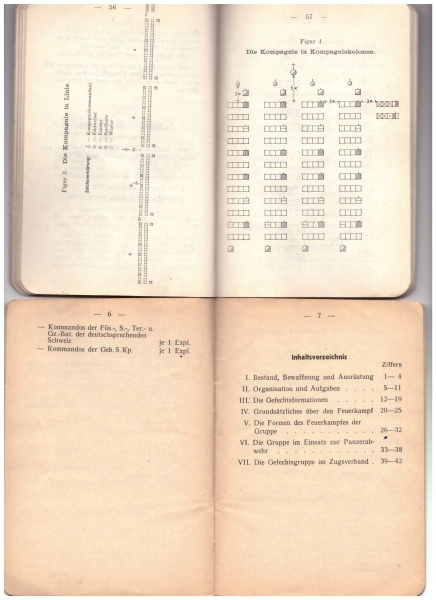 — 56 —
Figur 3. Die Kompagnie in Linie
Zeichenerklärung:
= Kompagniekommandant
= Feldweibel
— 57 —
Figur 4.
Die Kompagnie in Kompagniekolonne.
— 6 —
— Kommandos der Füs.-, S.-, Ter.- u.
Gz.-Bat. der deutschsprechenden
Schweiz je 1 Expl.
— Kommandos der Geb. S. Kp. je 1 Expl.
— 7 —
Inhaltsverzeichnis
Ziffern
I. Bestand, Bewaffnung und Ausrüstung 1— 4
II. Organisation und Aufgaben . . . . . 5—11
III. Die Gefechtsformationen . . . . . 12—19
IV. Grundsätzliches über den Feuerkampf 20—25
V. Die Formen des Feuerkampfes der
Gruppe . . . . . . . . . . . 26—32
VI. Die Gruppe im Einsatz zur Panzerab-
wehr . . . . . . . . . . . . 33—38
VII. Die Gefechtsgruppe im Zugsverband . 39—42